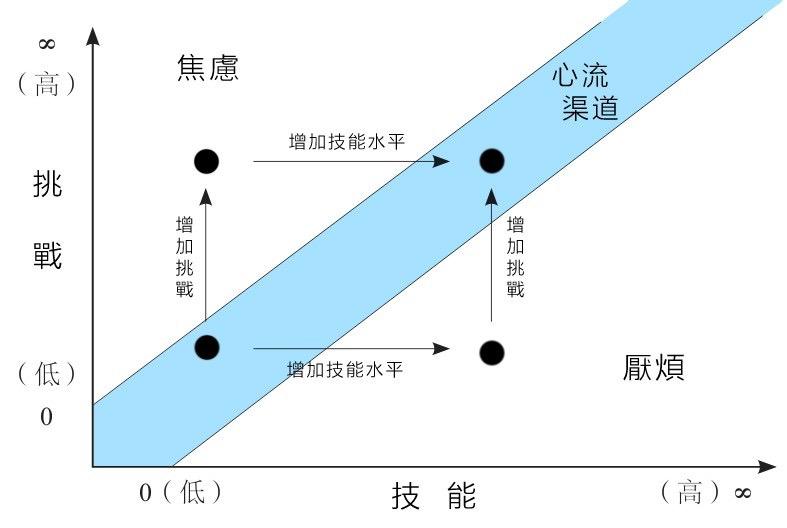 ∞
（高）
焦慮
心流
渠道
增加技能水平
挑
戰
增加挑戰
增加挑戰
增加技能水平
厭煩
（低）
0
0（低）
技 能
（高）∞